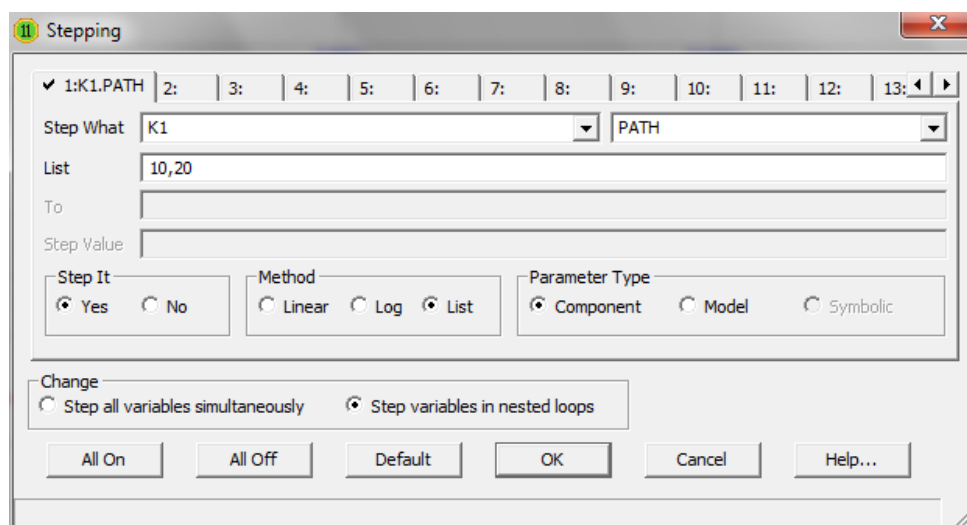 11 Stepping
1:K1.PATH 2: 3: 4: 5: 6: 7: 8: 9: 10: 11: 12: 13:
Step What K1 PATH
List 10,20
To
Step Value
Step It Method Parameter Type
Yes No Linear Log List Component Model Symbolic
Change
Step all variables simultaneously Step variables in nested loops
All On All Off Default OK Cancel Help...